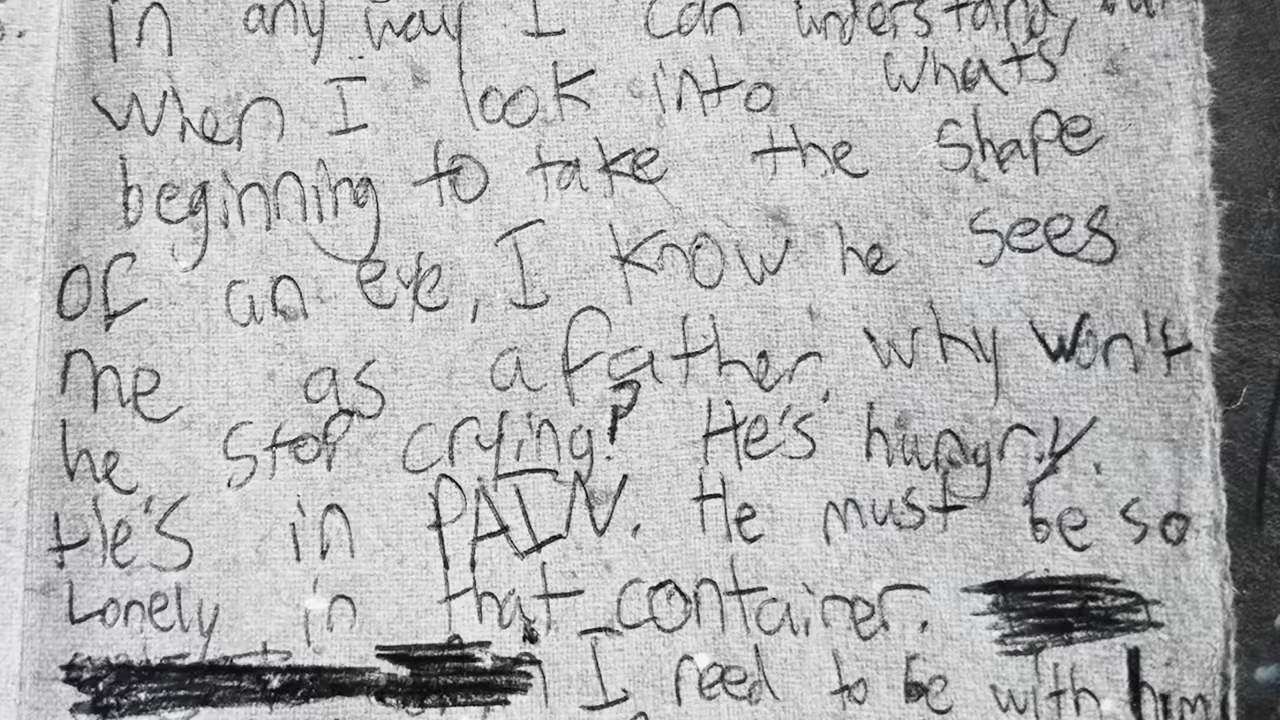 in any way I can understand, but
when I look into what's
beginning to take the shape
of an eye, I know he sees
me as a father, why won't
he stop crying? He's hungry.
He's in PAIN. He must be so
Lonely in that container.
I need to be with him